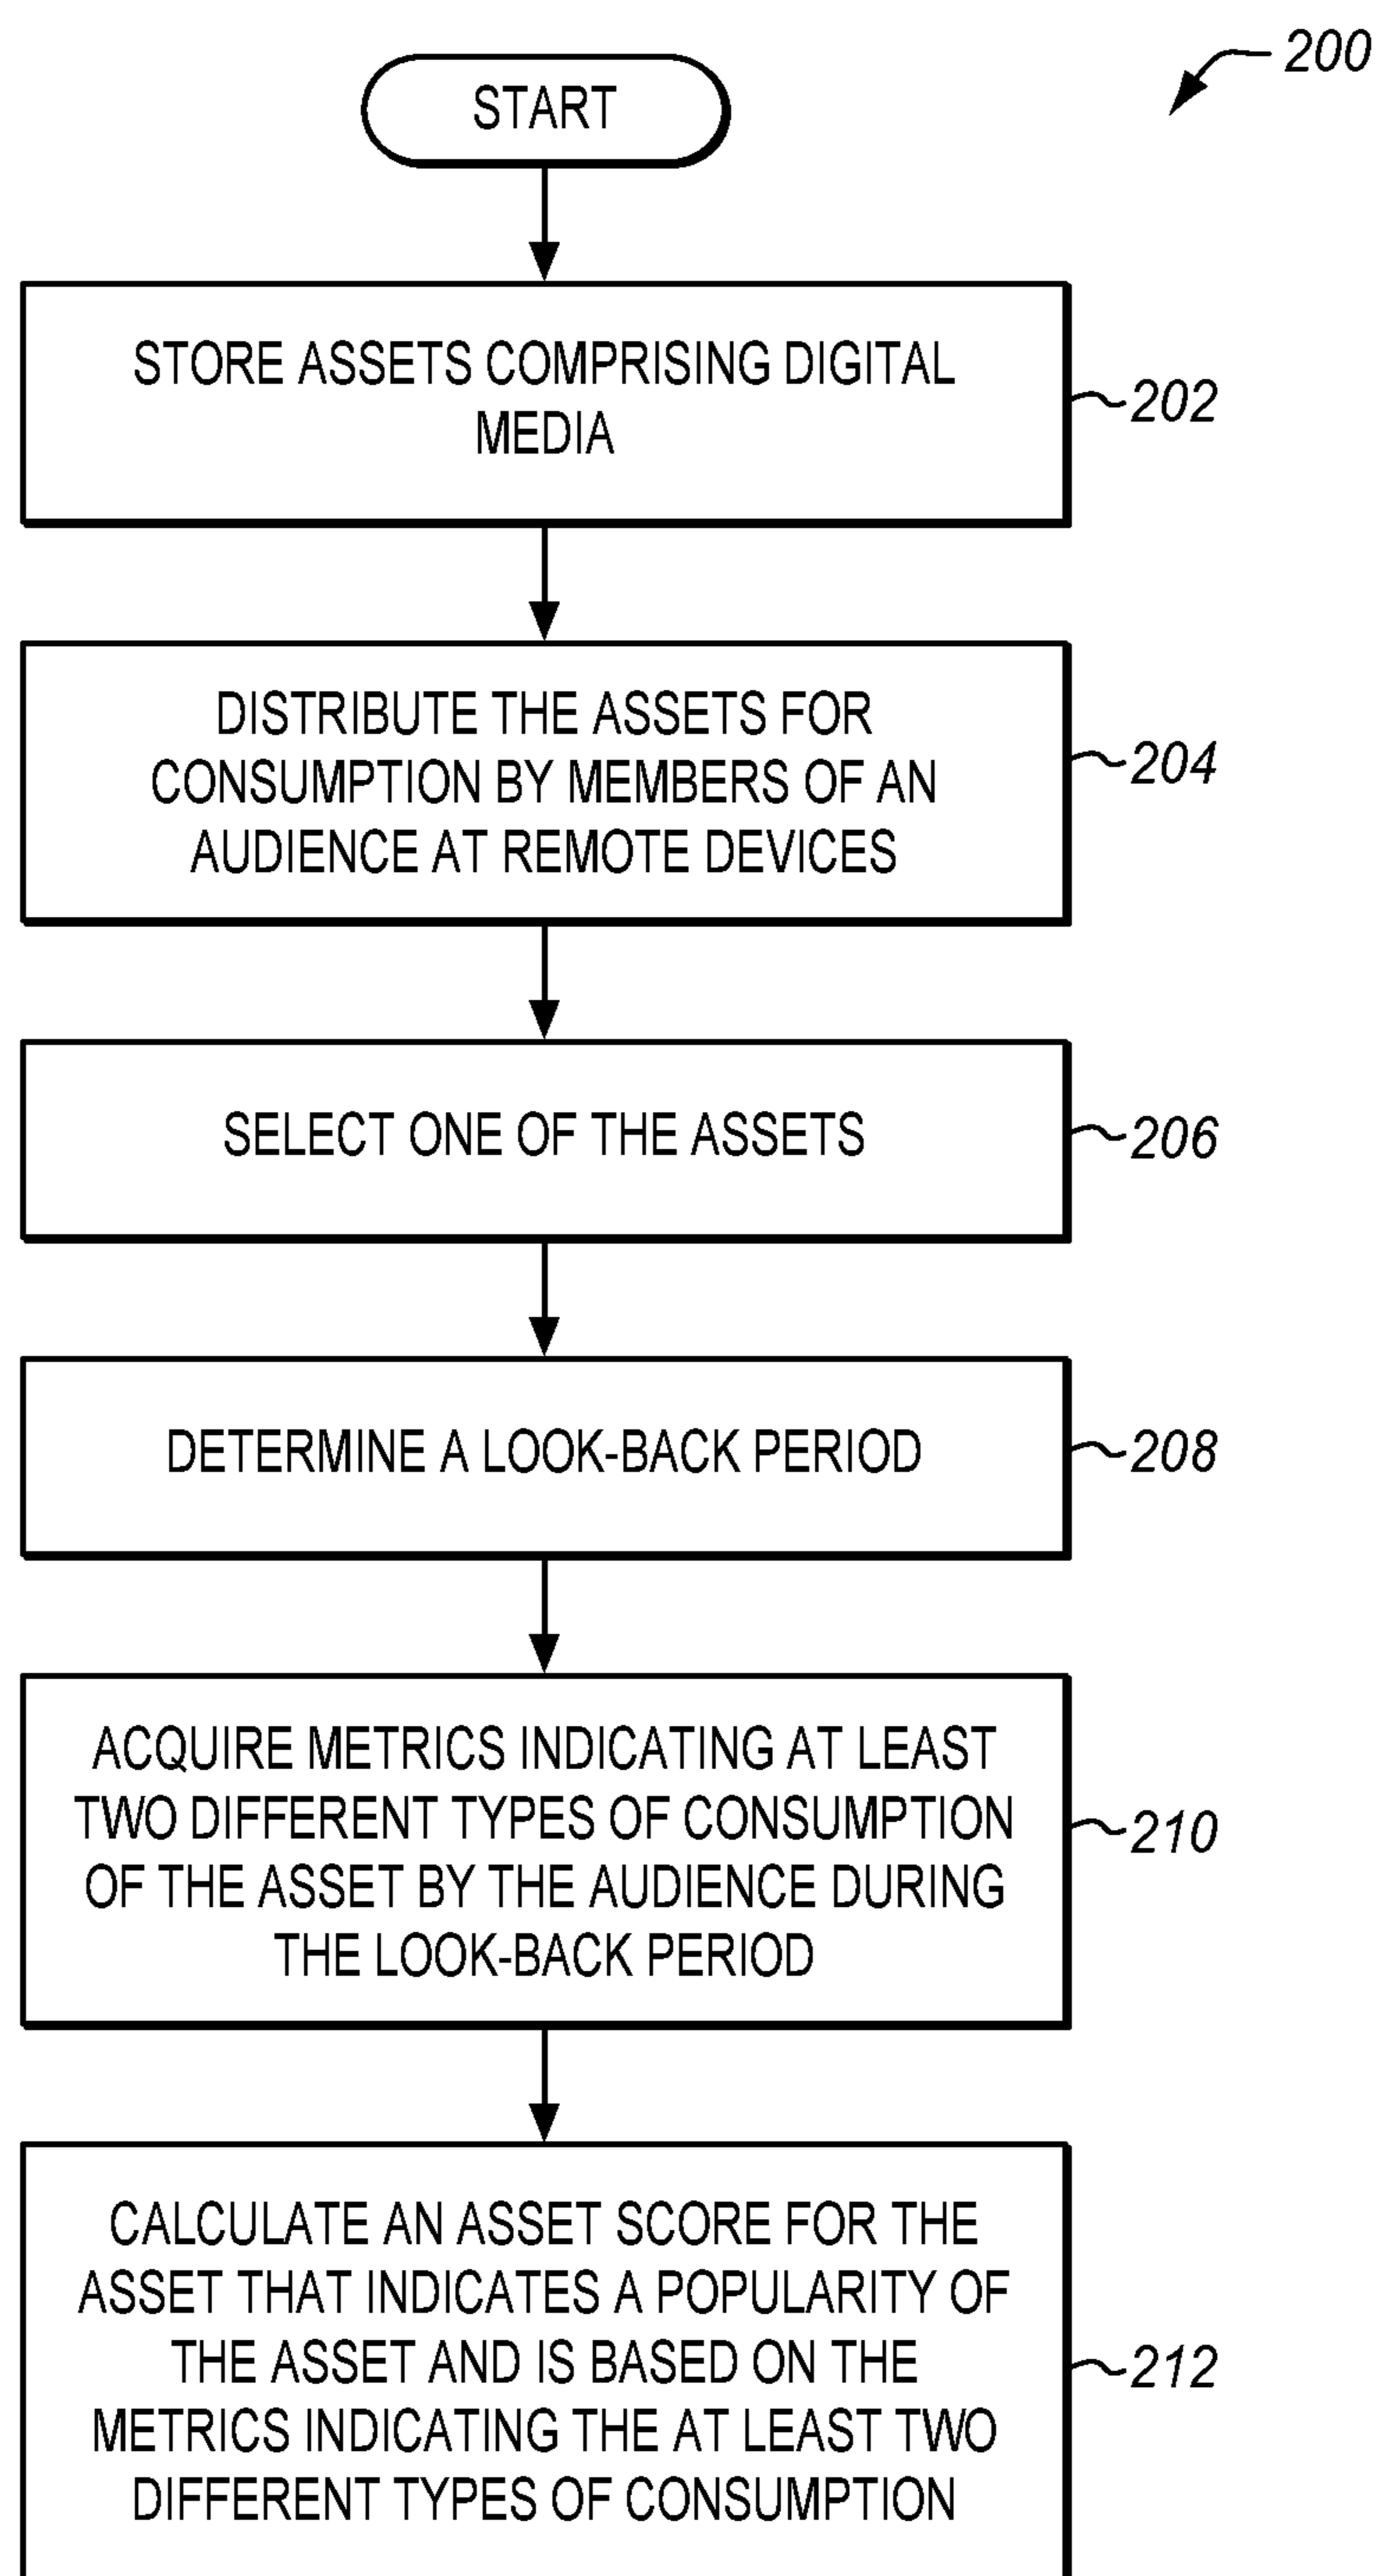 200
START
STORE ASSETS COMPRISING DIGITAL
MEDIA
202
DISTRIBUTE THE ASSETS FOR
CONSUMPTION BY MEMBERS OF AN
AUDIENCE AT REMOTE DEVICES
204
SELECT ONE OF THE ASSETS
206
DETERMINE A LOOK-BACK PERIOD
208
ACQUIRE METRICS INDICATING AT LEAST
TWO DIFFERENT TYPES OF CONSUMPTION
OF THE ASSET BY THE AUDIENCE DURING
THE LOOK-BACK PERIOD
210
CALCULATE AN ASSET SCORE FOR THE
ASSET THAT INDICATES A POPULARITY OF
THE ASSET AND IS BASED ON THE
METRICS INDICATING THE AT LEAST TWO
DIFFERENT TYPES OF CONSUMPTION
212